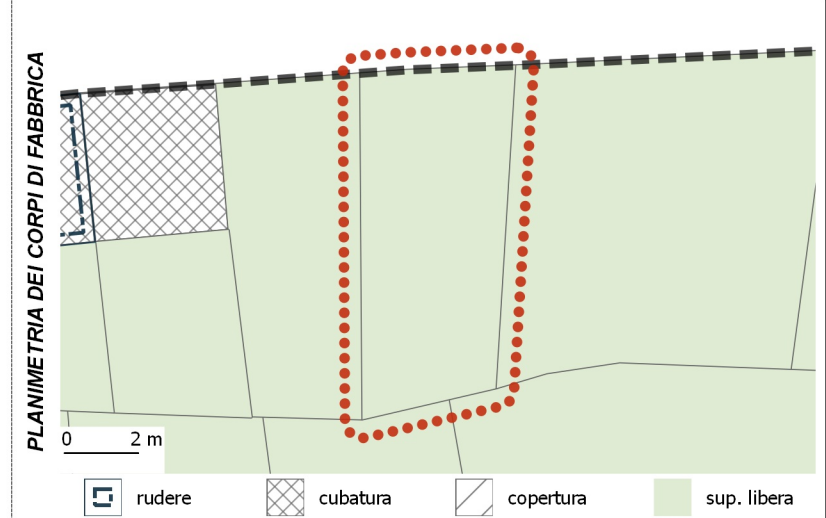 PLANIMETRIA DEI CORPI DI FABBRICA
0 2 m
rudere cubatura copertura sup. libera